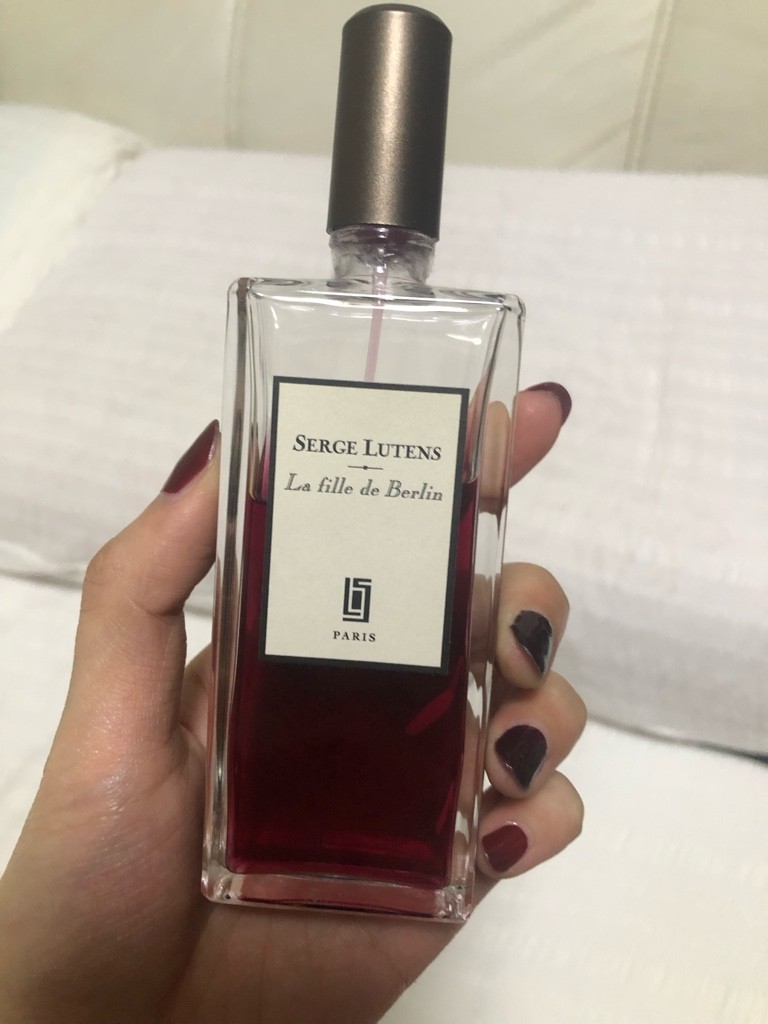 SERGE LUTENS
La fille de Berlin
PARIS